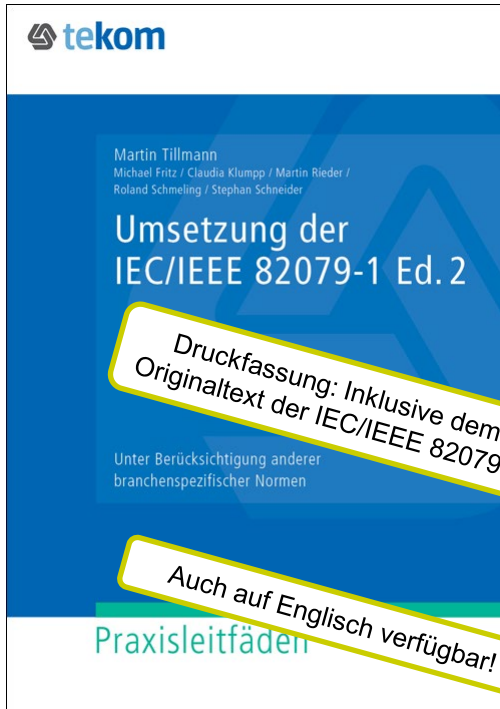 tekom
Martin Tillmann
Michael Fritz / Claudia Klumpp / Martin Rieder /
Roland Schmeling / Stephan Schneider
Umsetzung der
IEC/IEEE 82079-1 Ed. 2
Druckfassung: Inklusive dem
Originaltext der IEC/IEEE 82079
Unter Berücksichtigung anderer
branchenspezifischer Normen
Auch auf Englisch verfügbar!
Praxisleitfäden